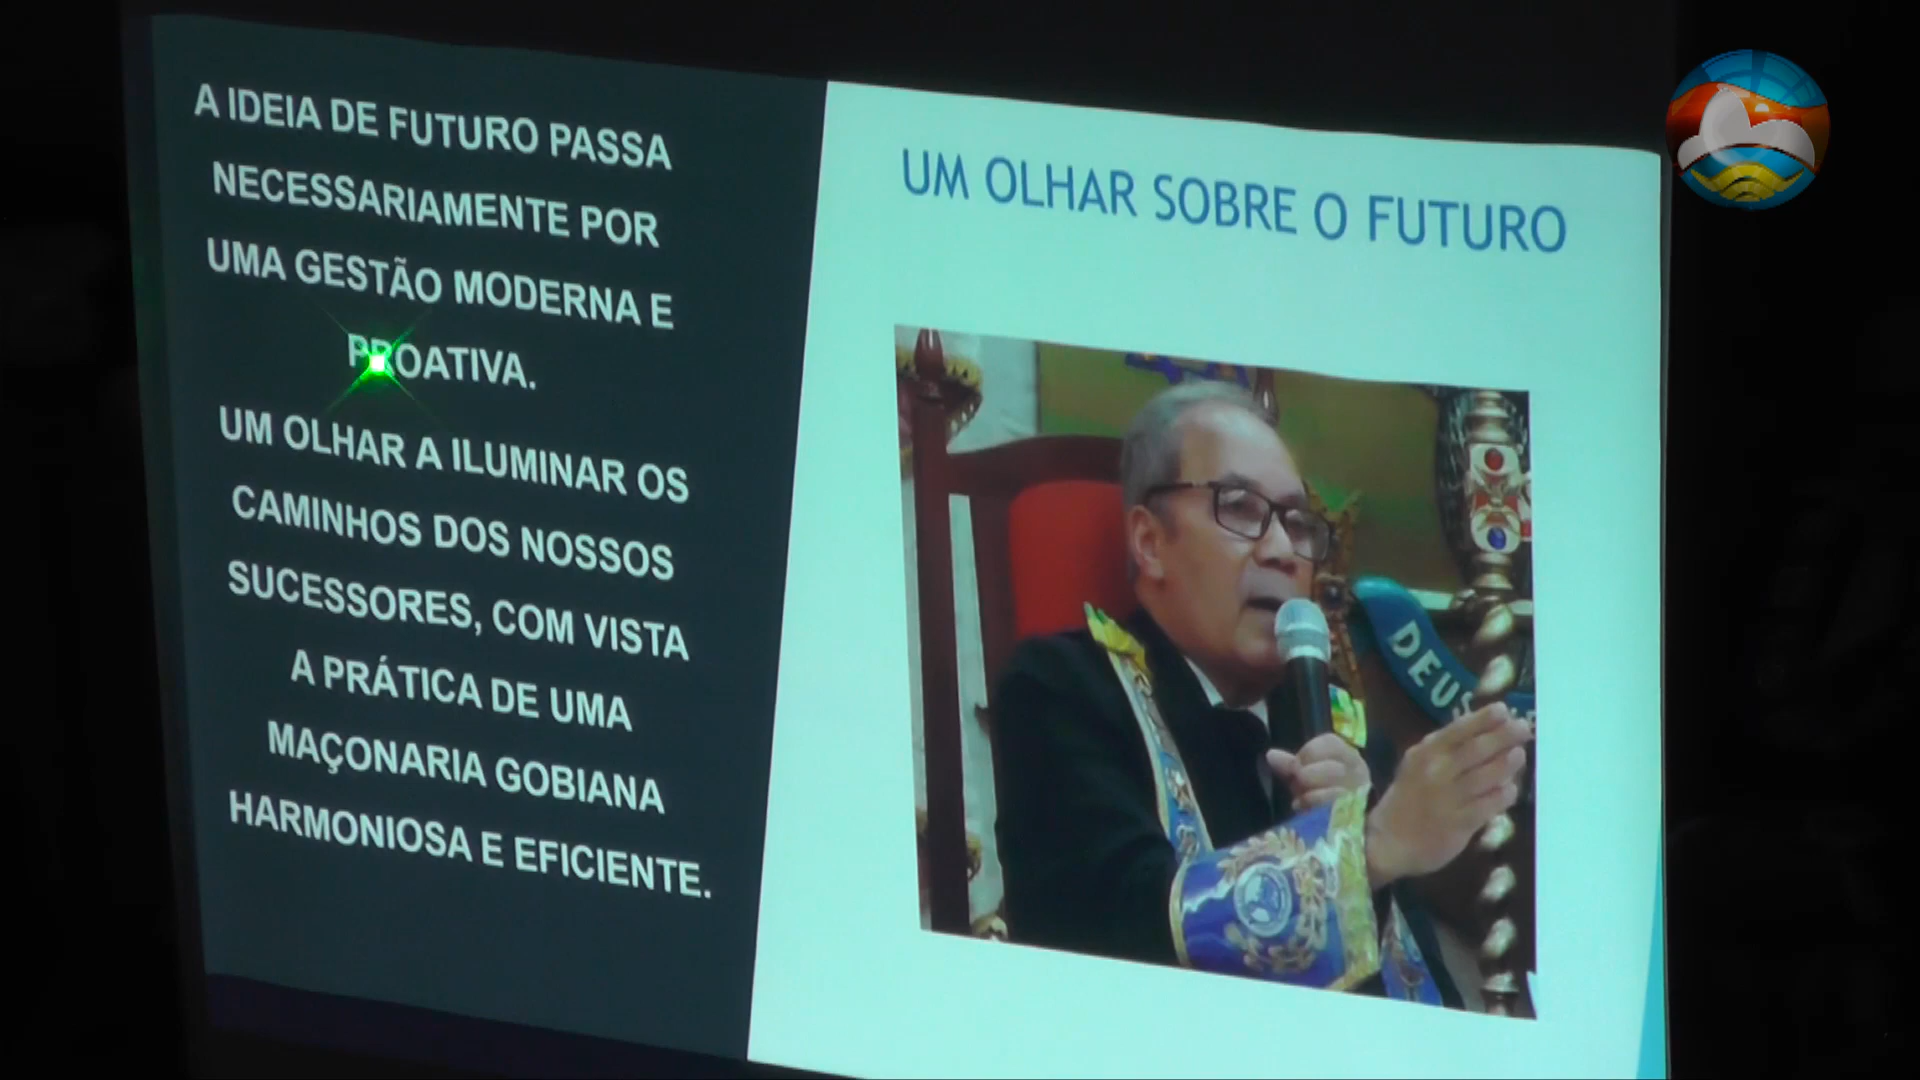 A IDEIA DE FUTURO PASSA
NECESSARIAMENTE POR
UMA GESTÃO MODERNA E
PROATIVA.
UM OLHAR A ILUMINAR OS
CAMINHOS DOS NOSSOS
SUCESSORES, COM VISTA
A PRÁTICA DE UMA
MAÇONARIA GOBIANA
HARMONIOSA E EFICIENTE.
UM OLHAR SOBRE O FUTURO
DEUS